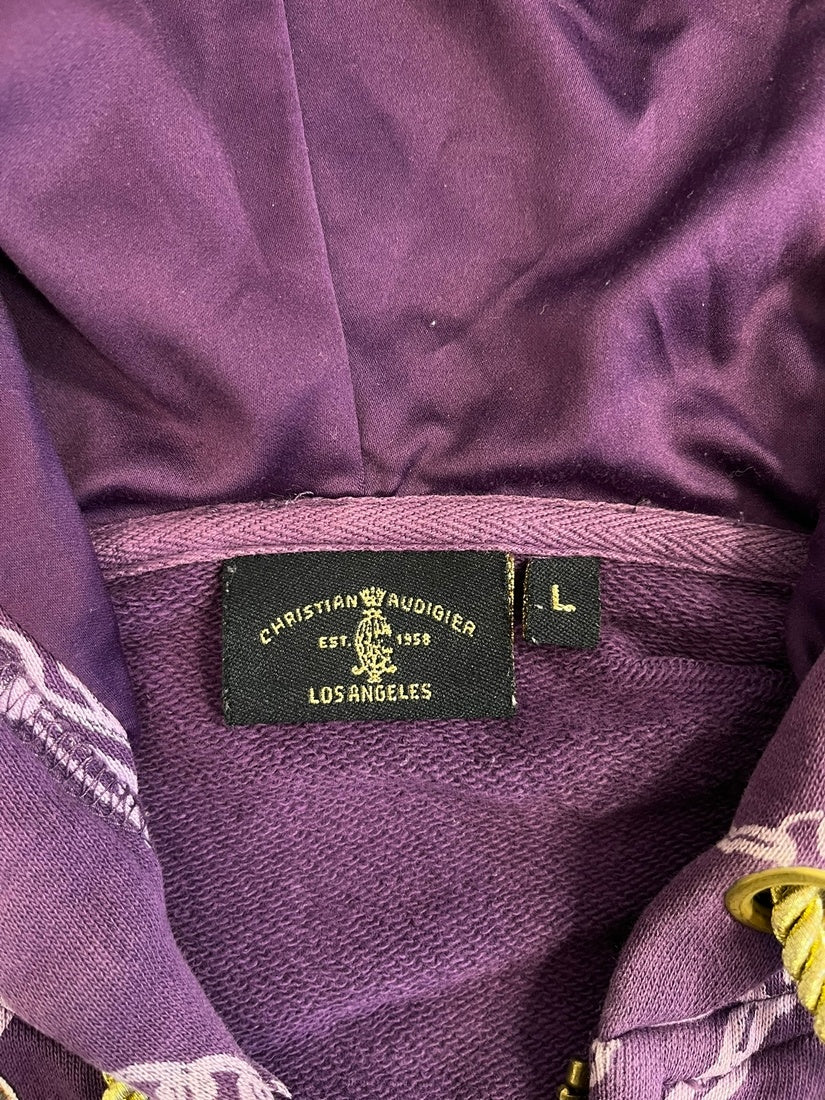 CHRISTIAN AUDIGIER
EST. 1958
LOS ANGELES
L